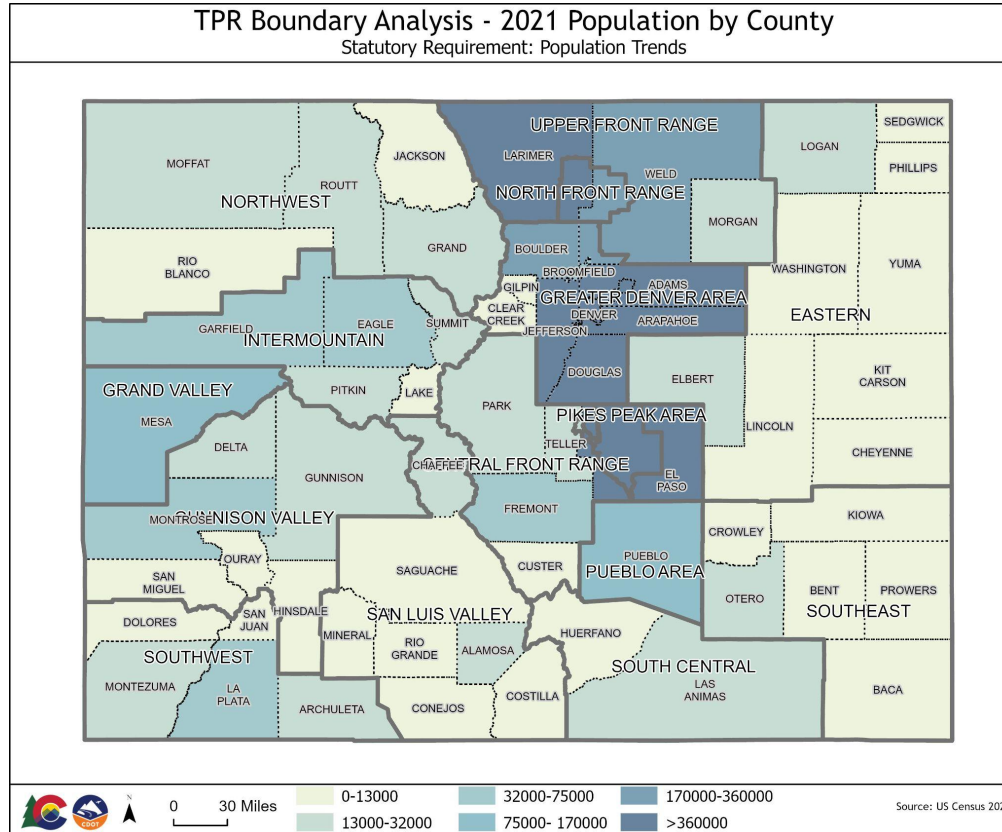 TPR Boundary Analysis - 2021 Population by County
Statutory Requirement: Population Trends
SEDGWICK
UPPER FRONT RANGE
LOGAN
LARIMER
JACKSON
MOFFAT
PHILLIPS
WELD
ROUTT
NORTH FRONT RANGE
NORTHWEST
MORGAN
GRAND
BOULDER
RIO
BLANCO
YUMA
WASHINGTON
BROOMFIELD
GILPIN
ADAMS
GREATER DENVER AREA
CLEAR
CREEK
DENVER
EASTERN
ARAPAHOE
EAGLE
SUMMIT
GARFIELD
JEFFERSON
INTERMOUNTAIN
DOUGLAS
ELBERT
KIT
CARSON
GRAND VALLEY
PITKIN
LAKE
PARK
PIKES PEAK AREA
MESA
LINCOLN
DELTA
TELLER
CHEYENNE
CHAFFEE
CENTRAL FRONT RANGE
GUNNISON
EL
PASO
FREMONT
MONTROSE
GUNNISON VALLEY
KIOWA
CROWLEY
OURAY
PUEBLO
PUEBLO AREA
SAGUACHE
CUSTER
SAN
MIGUEL
BENT
PROWERS
OTERO
HINSDALE
SAN LUIS VALLEY
SOUTHEAST
DOLORES
SAN
JUAN
MINERAL
HUERFANO
RIO
GRANDE
ALAMOSA
SOUTHWEST
SOUTH CENTRAL
MONTEZUMA
LA
PLATA
LAS
ANIMAS
BACA
COSTILLA
ARCHULETA
CONEJOS
CDOT
0 30 Miles
0-13000
13000-32000
32000-75000
75000- 170000
170000-360000
>360000
Source: US Census 202